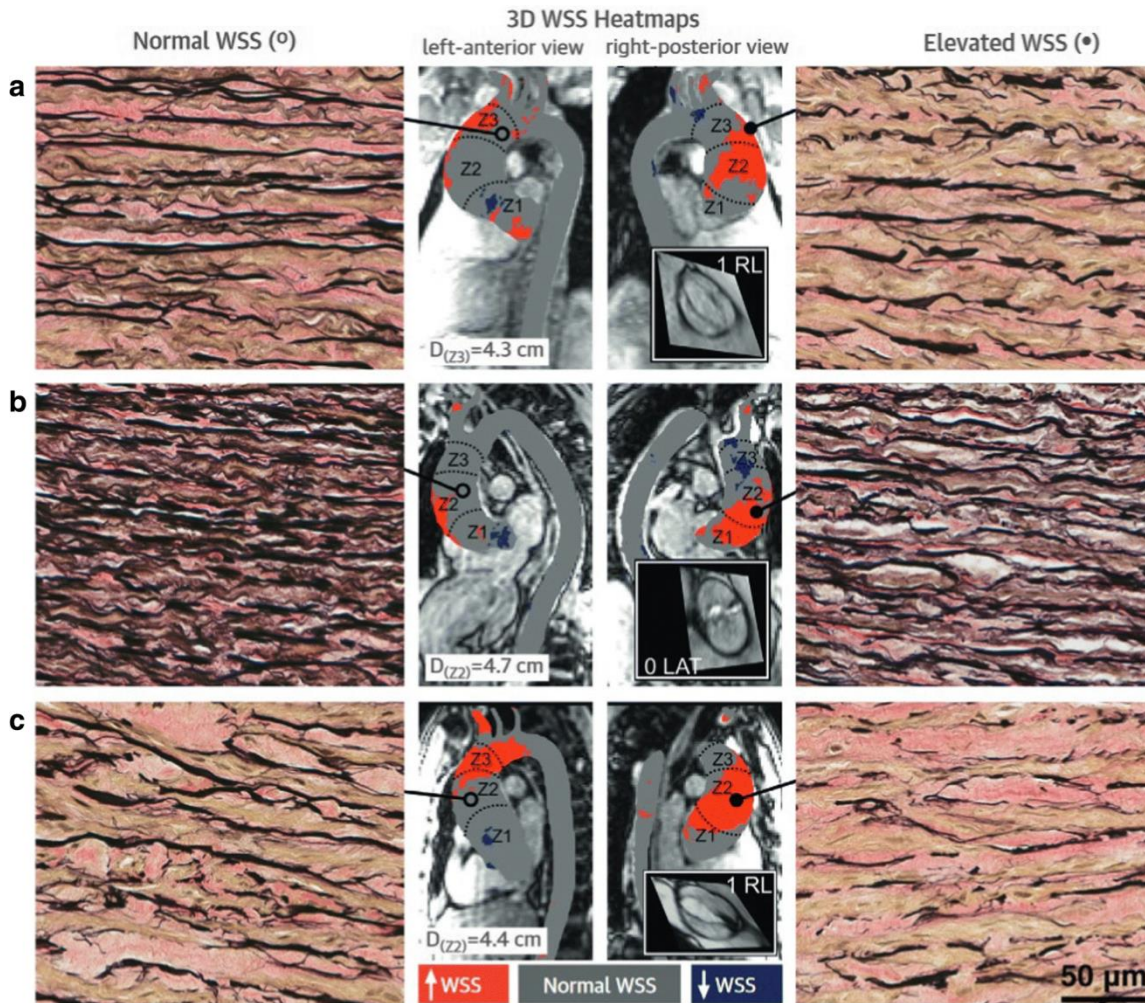 3D WSS Heatmaps
Normal WSS (o)
left-anterior view
right-posterior view
Elevated WSS (•)
a
Z3
Z2
Z1
D(Z3)=4.3 cm
Z3
Z2
Z1
1 RL
b
Z3
Z2
Z1
D(Z2)=4.7 cm
Z3
Z2
Z1
0 LAT
c
Z3
Z2
Z1
D(Z2)=4.4 cm
Z3
Z2
Z1
1 RL
50 µm
↑ WSS
Normal WSS
↓ WSS